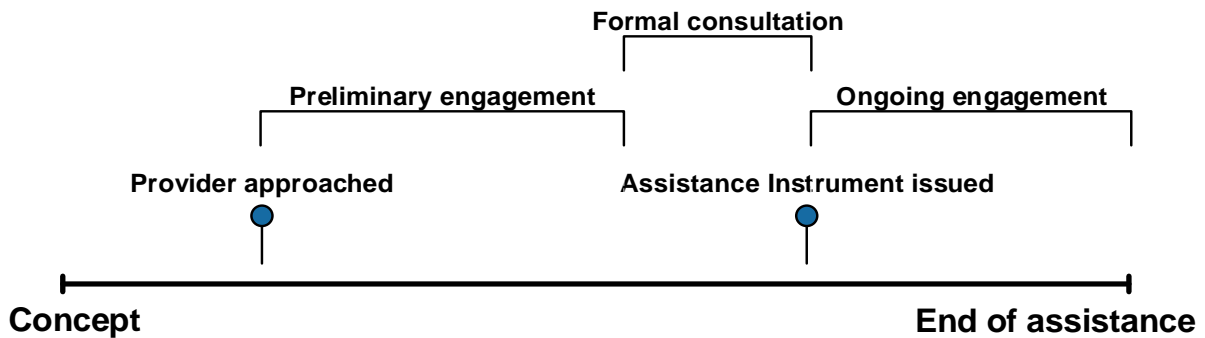 Formal consultation
Preliminary engagement
Ongoing engagement
Provider approached
Assistance Instrument issued
Concept
End of assistance